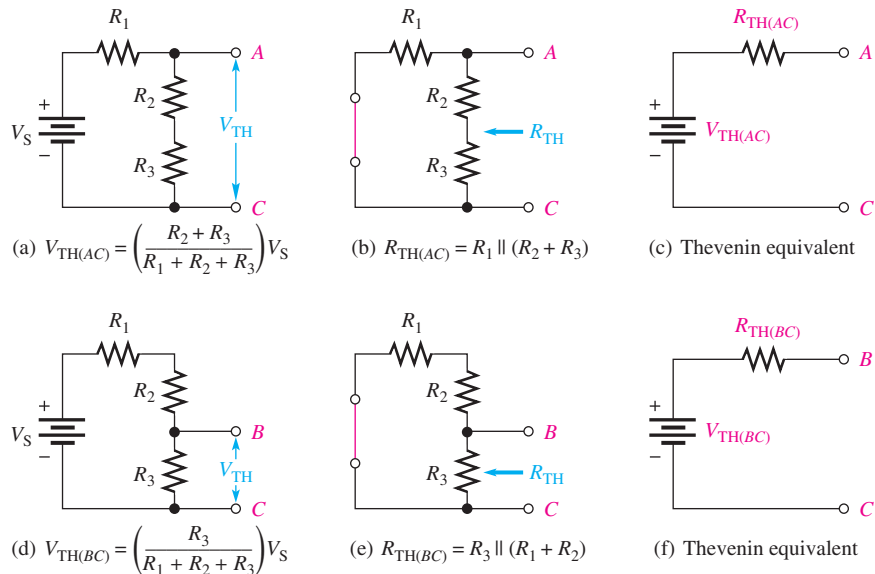 R1
A
R2
VS
+
−
VTH
R3
C
(a) VTH(AC) = (R2 + R3 / R1 + R2 + R3)VS
R1
A
R2
RTH
R3
C
(b) RTH(AC) = R1 || (R2 + R3)
RTH(AC)
A
+
−
VTH(AC)
C
(c) Thevenin equivalent
R1
R2
+
VS
−
B
R3
VTH
C
(d) VTH(BC) = (R3 / R1 + R2 + R3)VS
R1
R2
B
R3
RTH
C
(e) RTH(BC) = R3 || (R1 + R2)
RTH(BC)
B
+
−
VTH(BC)
C
(f) Thevenin equivalent